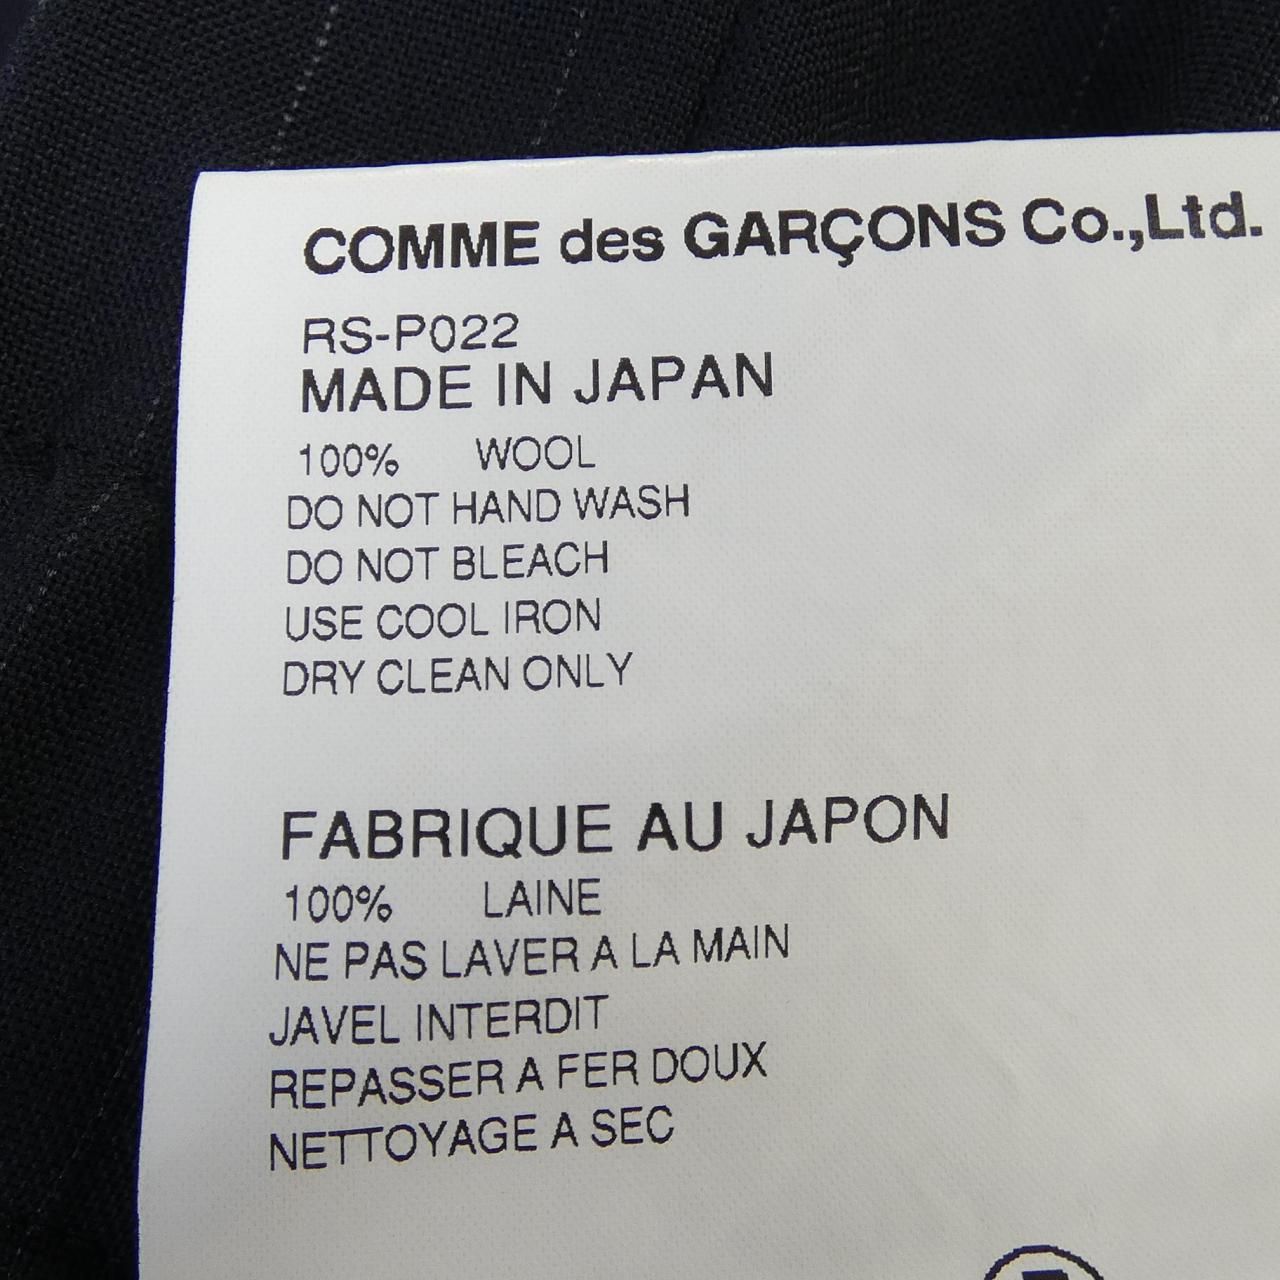 COMME des GARÇONS Co.,Ltd.
RS-P022
MADE IN JAPAN
100% WOOL
DO NOT HAND WASH
DO NOT BLEACH
USE COOL IRON
DRY CLEAN ONLY
FABRIQUE AU JAPON
100% LAINE
NE PAS LAVER A LA MAIN
JAVEL INTERDIT
REPASSER A FER DOUX
NETTOYAGE A SEC